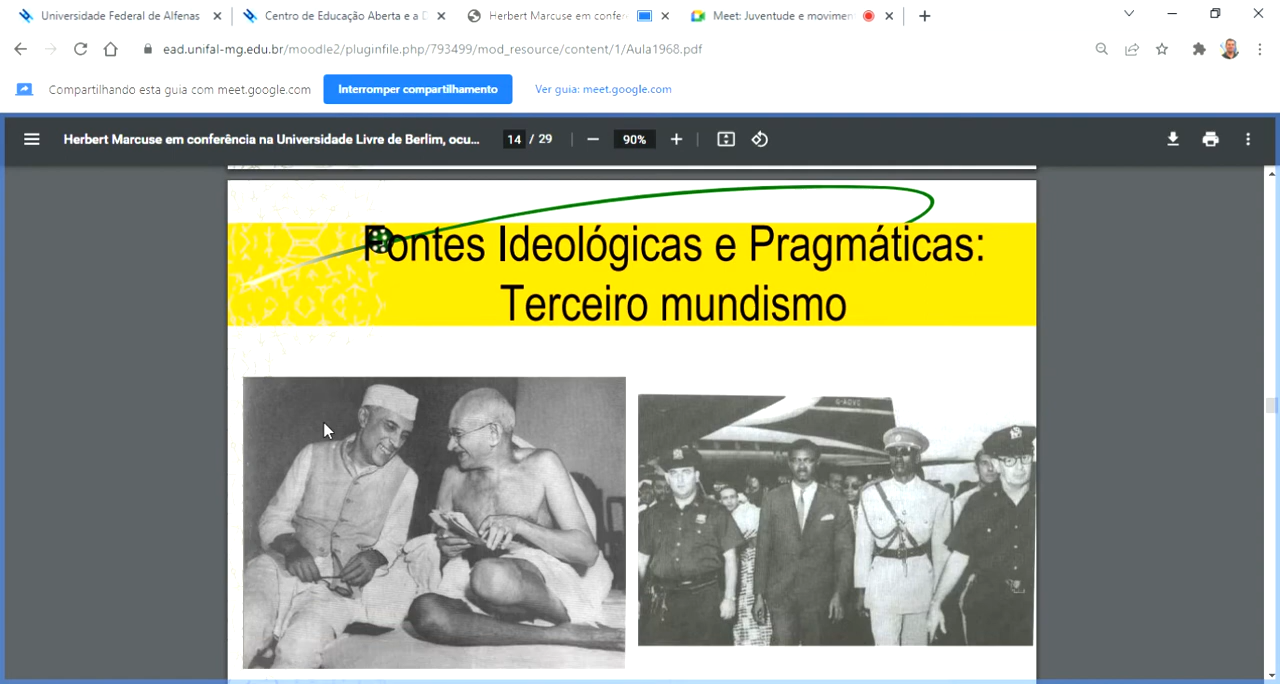 Universidade Federal de Alfenas
Centro de Educação Aberta e a D
Herbert Marcuse em confer
Meet: Juventude e movimen
ead.unifal-mg.edu.br/moodle2/pluginfile.php/793499/mod_resource/content/1/Aula1968.pdf
Compartilhando esta guia com meet.google.com
Interromper compartilhamento
Ver guia: meet.google.com
Herbert Marcuse em conferência na Universidade Livre de Berlim, ocu...
14 / 29
90%
Fontes Ideológicas e Pragmáticas:
Terceiro mundismo